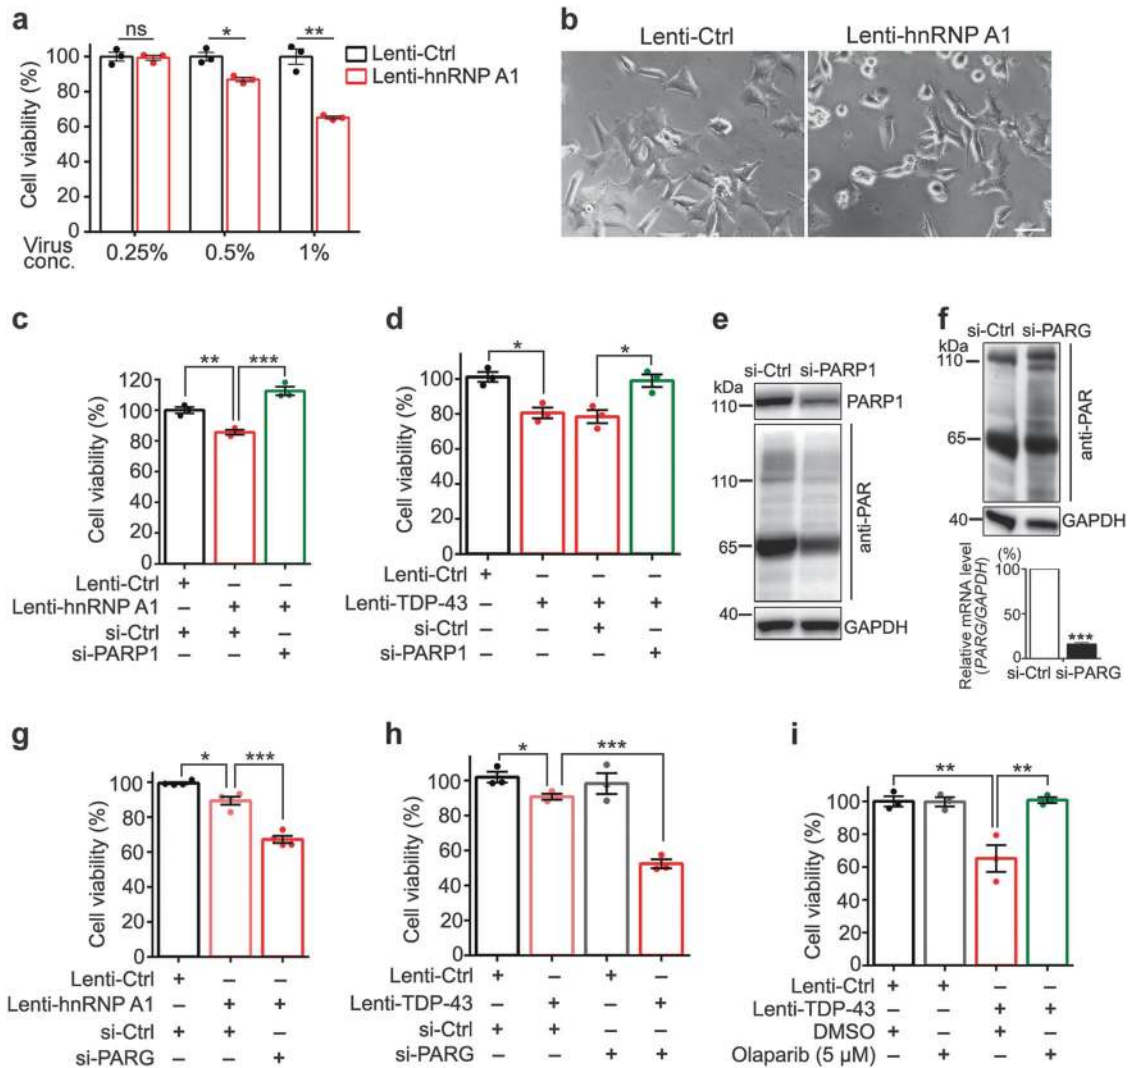 a
ns
*
**
Lenti-Ctrl
Lenti-hnRNP A1
Cell viability (%)
100
80
60
40
20
0
Virus conc.
0.25% 0.5% 1%
b
Lenti-Ctrl Lenti-hnRNP A1
c
** ***
Cell viability (%)
120
100
80
60
40
20
0
Lenti-Ctrl + – –
Lenti-hnRNP A1 – + +
si-Ctrl + + –
si-PARP1 – – +
d
* *
Cell viability (%)
100
80
60
40
20
0
Lenti-Ctrl + – – –
Lenti-TDP-43 – + + +
si-Ctrl – – + –
si-PARP1 – – – +
e
si-Ctrl si-PARP1
kDa
110 PARP1
110
65
anti-PAR
40 GAPDH
f
si-Ctrl si-PARG
kDa
110
65
anti-PAR
40 GAPDH
(%)
Relative mRNA level
(PARG/GAPDH)
100
50
0
***
si-Ctrl si-PARG
g
* ***
Cell viability (%)
100
80
60
40
20
0
Lenti-Ctrl + – –
Lenti-hnRNP A1 – + +
si-Ctrl + + –
si-PARG – – +
h
* ***
Cell viability (%)
100
80
60
40
20
0
Lenti-Ctrl + – + –
Lenti-TDP-43 – + – +
si-Ctrl + + – –
si-PARG – – + +
i
** **
Cell viability (%)
100
80
60
40
20
0
Lenti-Ctrl + + – –
Lenti-TDP-43 – – + +
DMSO + – + –
Olaparib (5 µM) – + – +